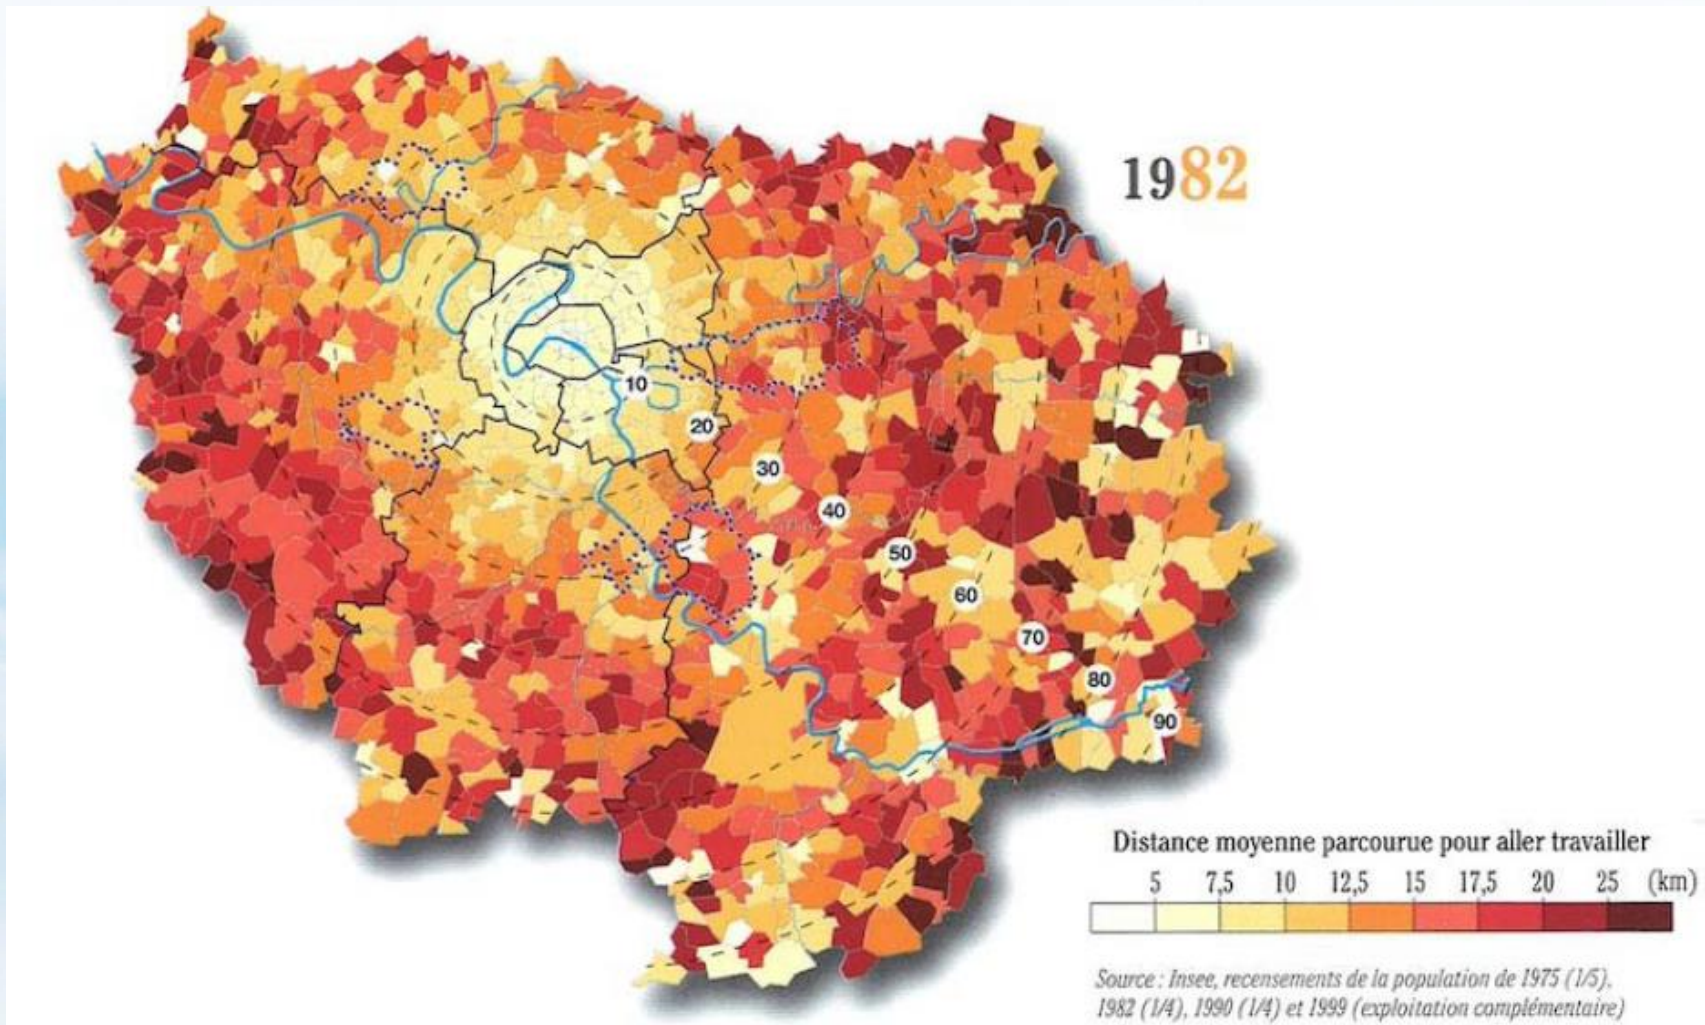 1982
10
20
30
40
50
60
70
80
90
Distance moyenne parcourue pour aller travailler
5 7,5 10 12,5 15 17,5 20 25 (km)
Source : Insee, recensements de la population de 1975 (1/5),
1982 (1/4), 1990 (1/4) et 1999 (exploitation complémentaire)